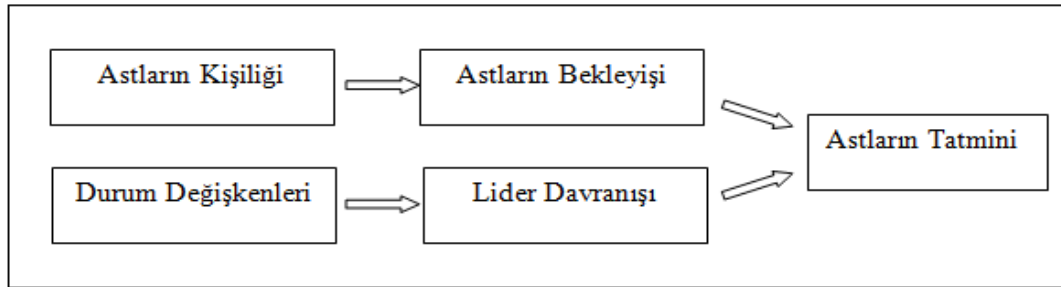 Astların Kişiliği
Astların Bekleyişi
Astların Tatmini
Durum Değişkenleri
Lider Davranışı